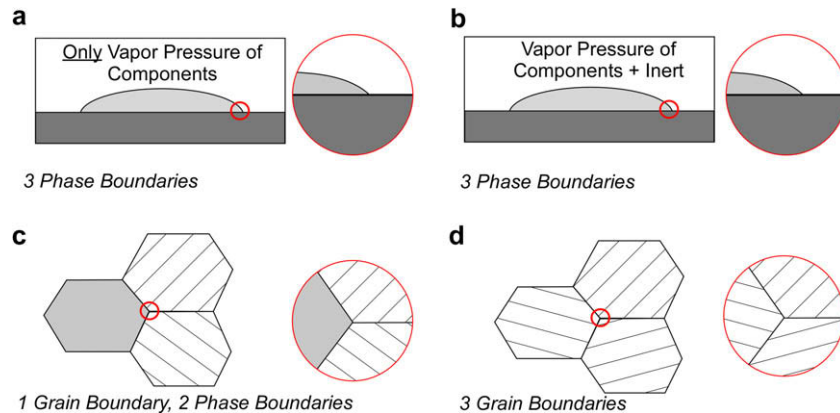 a
Only Vapor Pressure of
Components
3 Phase Boundaries
b
Vapor Pressure of
Components + Inert
3 Phase Boundaries
c
1 Grain Boundary, 2 Phase Boundaries
d
3 Grain Boundaries